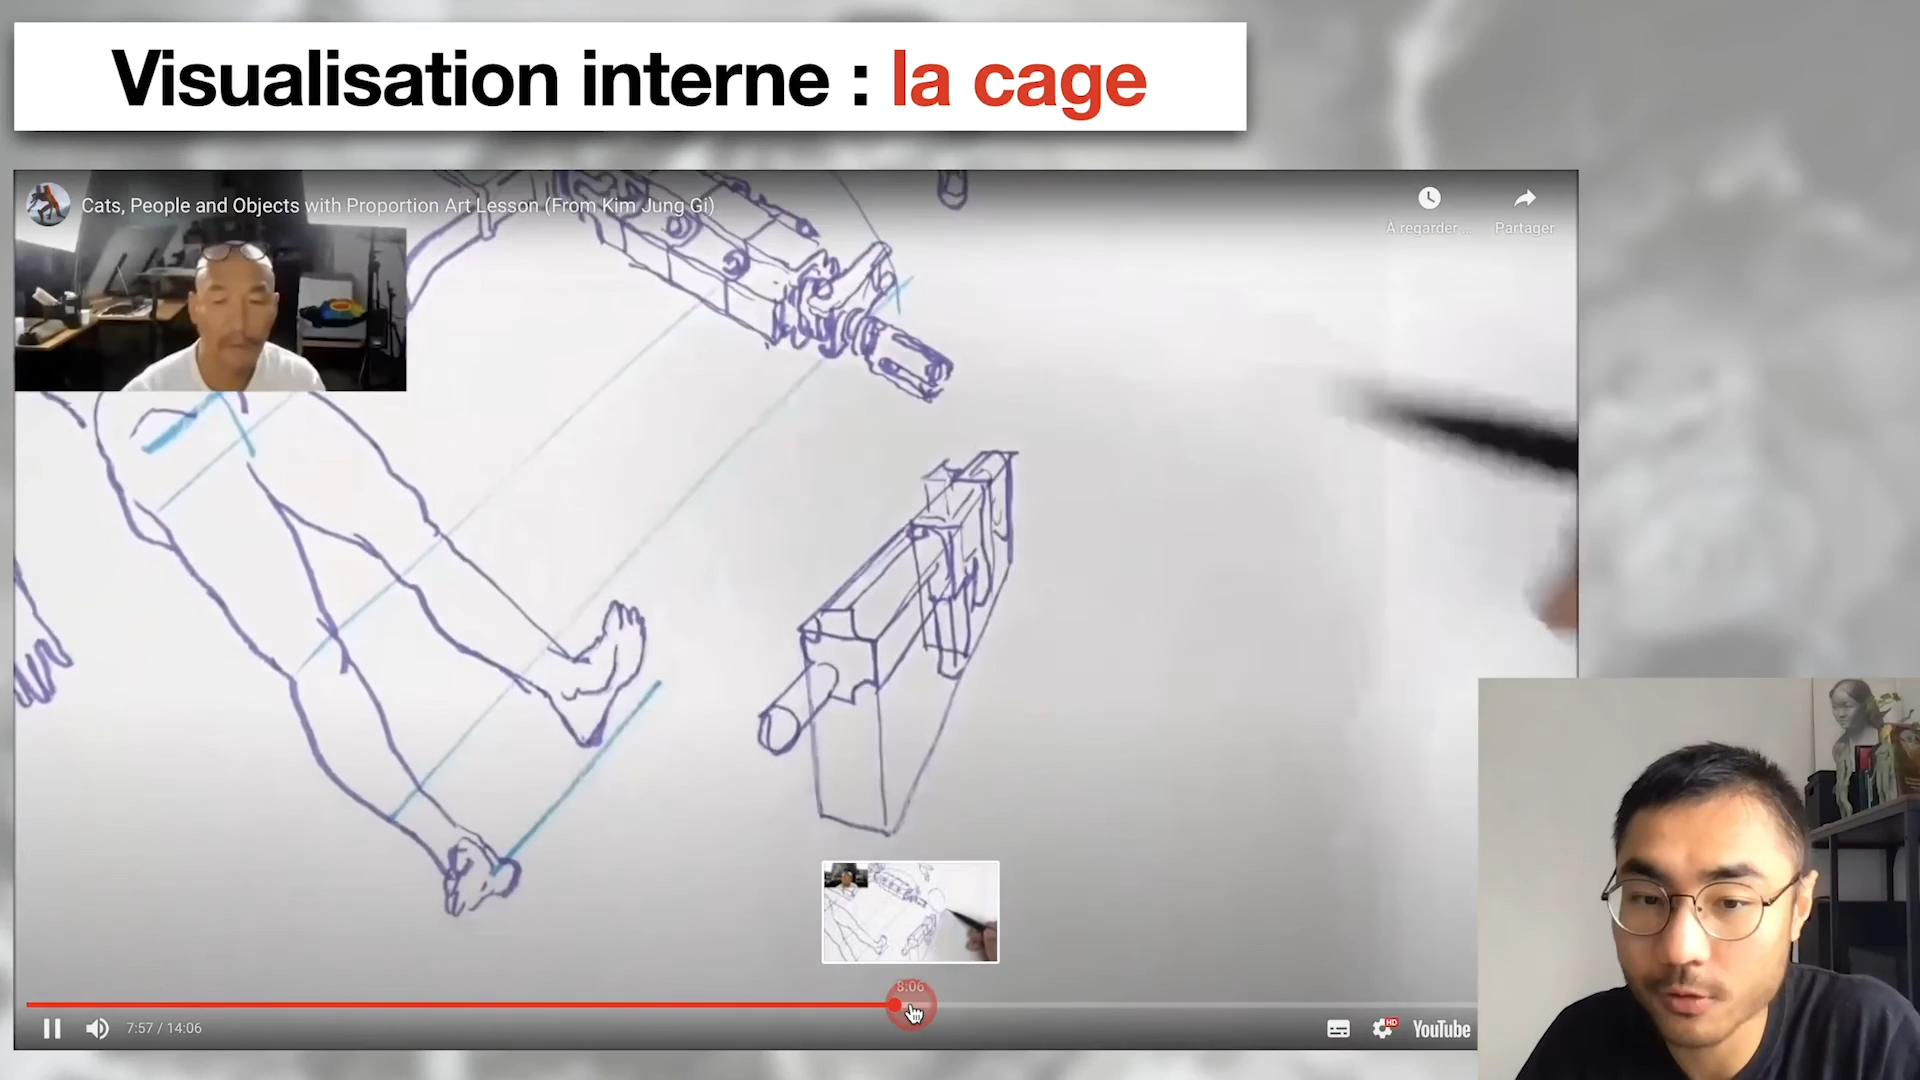 Visualisation interne : la cage
Cats, People and Objects with Proportion Art Lesson (From Kim Jung Gi)
À regarder ...
Partager
8:06
7:57 / 14:06
HD
YouTube